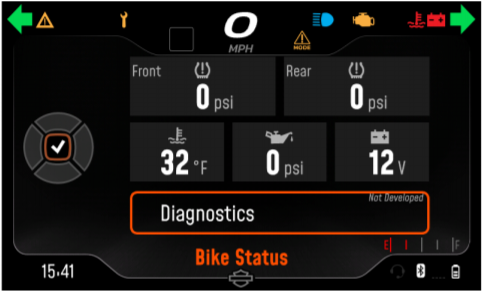 0
MPH
MODE
Front
0 psi
Rear
0 psi
32 °F
0 psi
12 V
Not Developed
Diagnostics
Bike Status
E F
15:41